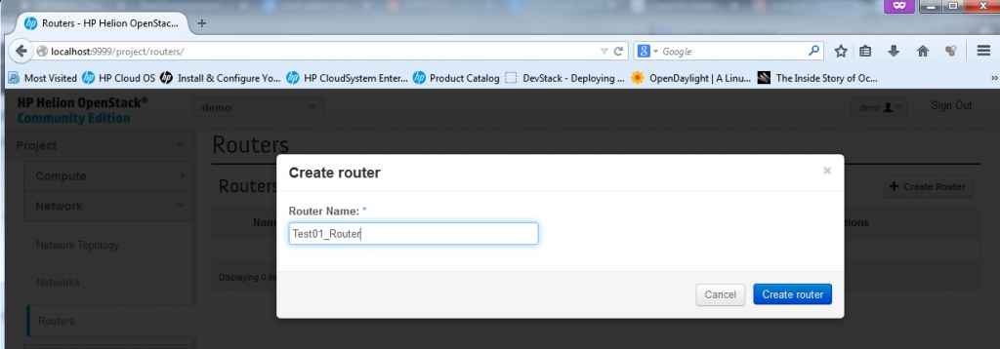 Routers - HP Helion OpenStac...
localhost:9999/project/routers/
Google
Most Visited HP Cloud OS Install & Configure Yo... HP CloudSystem Enter... Product Catalog DevStack - Deploying ... OpenDaylight | A Linu... The Inside Story of Oc...
HP Helion OpenStack®
Community Edition
demo
demo
Sign Out
Project
Compute
Network
Network Topology
Networks
Routers
Routers
Routers
Create Router
Displaying 0
Create router
Router Name: *
Test01_Router
Cancel
Create router